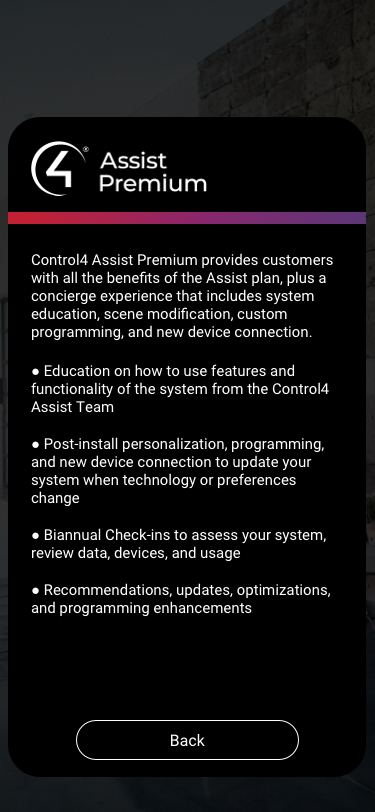 4®
Assist
Premium
Control4 Assist Premium provides customers
with all the benefits of the Assist plan, plus a
concierge experience that includes system
education, scene modification, custom
programming, and new device connection.
● Education on how to use features and
functionality of the system from the Control4
Assist Team
● Post-install personalization, programming,
and new device connection to update your
system when technology or preferences
change
● Biannual Check-ins to assess your system,
review data, devices, and usage
● Recommendations, updates, optimizations,
and programming enhancements
Back